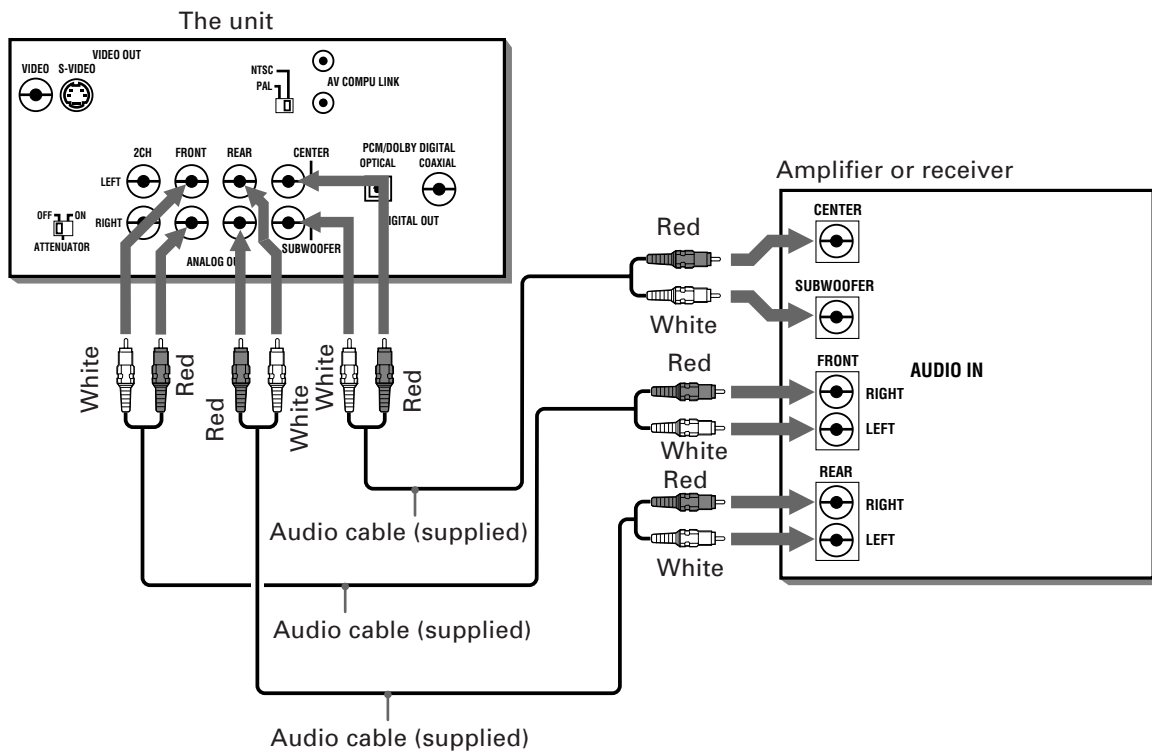 The unit
VIDEO OUT
VIDEO S-VIDEO
NTSC
PAL
AV COMPU LINK
2CH FRONT REAR CENTER
PCM/DOLBY DIGITAL
OPTICAL COAXIAL
LEFT
OFF ON
RIGHT
ATTENUATOR
IGITAL OUT
SUBWOOFER
ANALOG OU
White
Red
Red
White
White
Red
Amplifier or receiver
Red
CENTER
SUBWOOFER
White
Red
FRONT
AUDIO IN
RIGHT
LEFT
White
Red
REAR
RIGHT
LEFT
White
Audio cable (supplied)
Audio cable (supplied)
Audio cable (supplied)